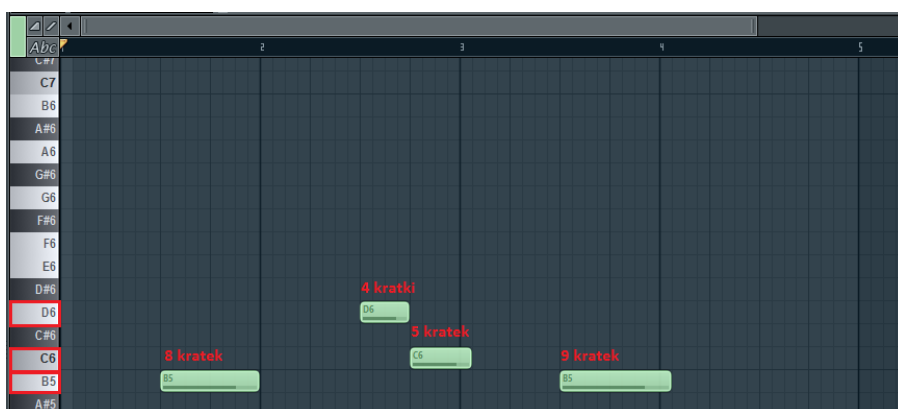 Abc 2 3 4 5
C#7
C7
B6
A#6
A6
G#6
G6
F#6
F6
E6
D#6 4 kratki
D6 D6
C#6 5 kratek
C6 8 kratek C6 9 kratek
B5 B5 B5
A#5